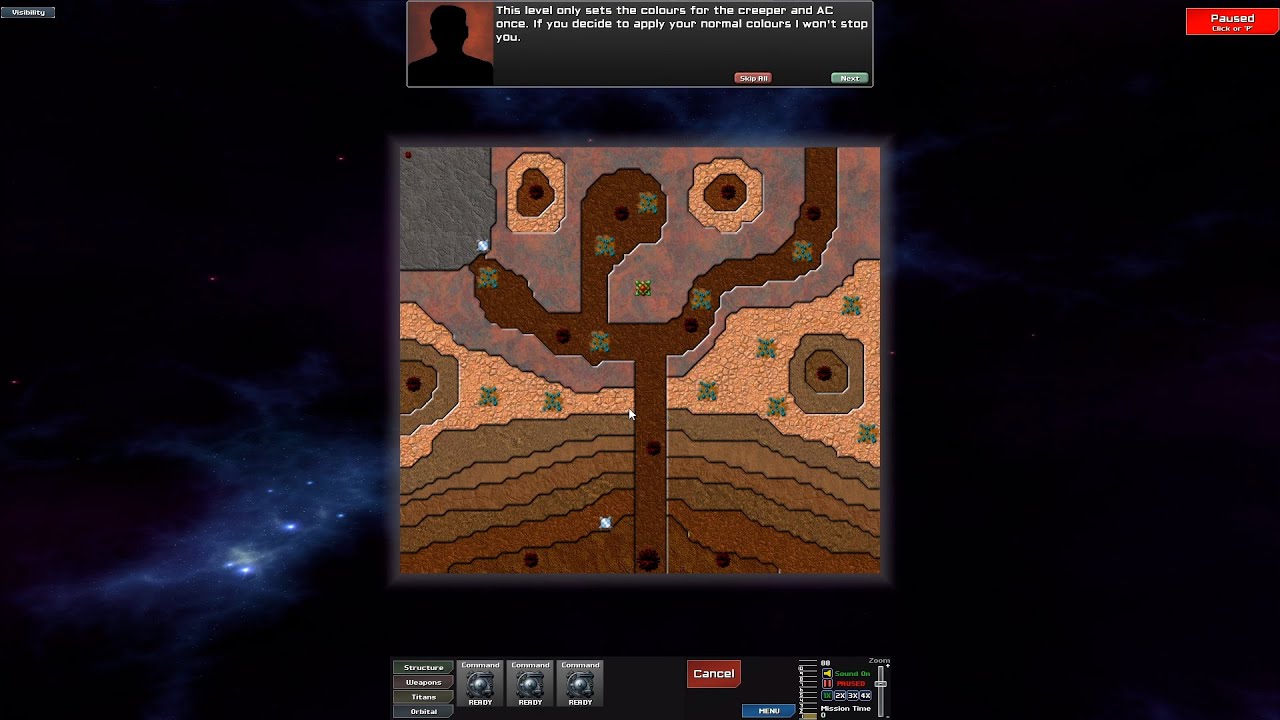 Visibility
This level only sets the colours for the creeper and AC
once. If you decide to apply your normal colours I won't stop
you.
Skip All
Next
Paused
Click or 'P'
Structure
Weapons
Titans
Orbital
Command
READY
Command
READY
Command
READY
Cancel
MENU
00
Sound On
PAUSED
1X 2X 3X 4X
Mission Time
0
Zoom
+
-